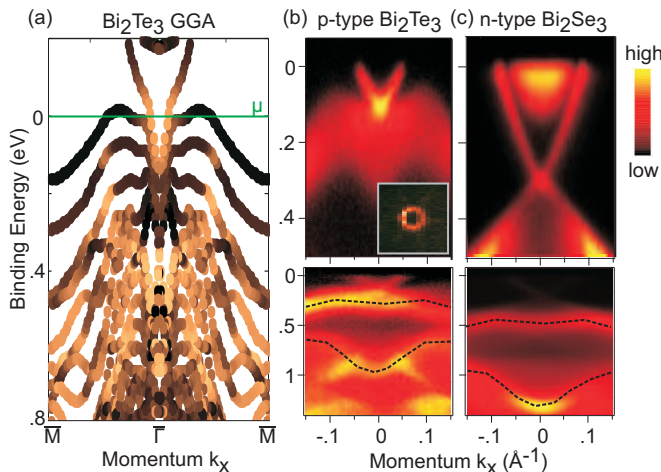 (a) Bi₂Te₃ GGA
(b) p-type Bi₂Te₃
(c) n-type Bi₂Se₃
Binding Energy (eV)
0
.4
.8
μ
M̅ Γ̅ M̅
Momentum kₓ
0
.2
.4
0
.5
1
-.1 0 .1
-.1 0 .1
Momentum kₓ (Å⁻¹)
high
low